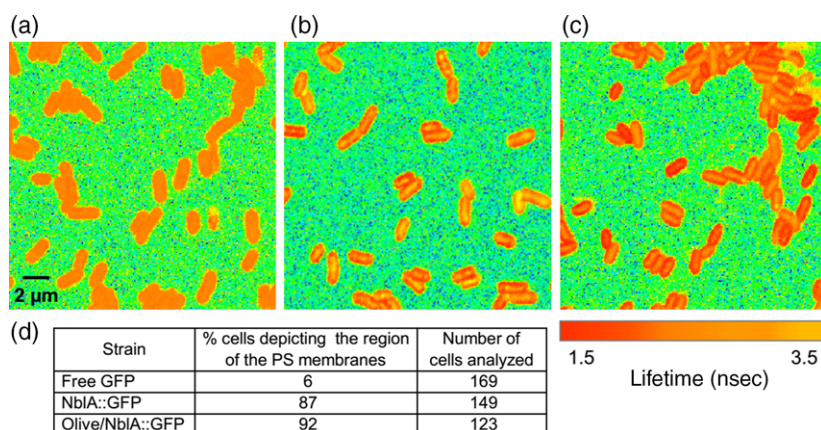 (a)
(b)
(c)
2 µm
(d)
Strain
% cells depicting the region
of the PS membranes
Number of
cells analyzed
Free GFP 6 169
NblA::GFP 87 149
Olive/NblA::GFP 92 123
1.5 3.5
Lifetime (nsec)